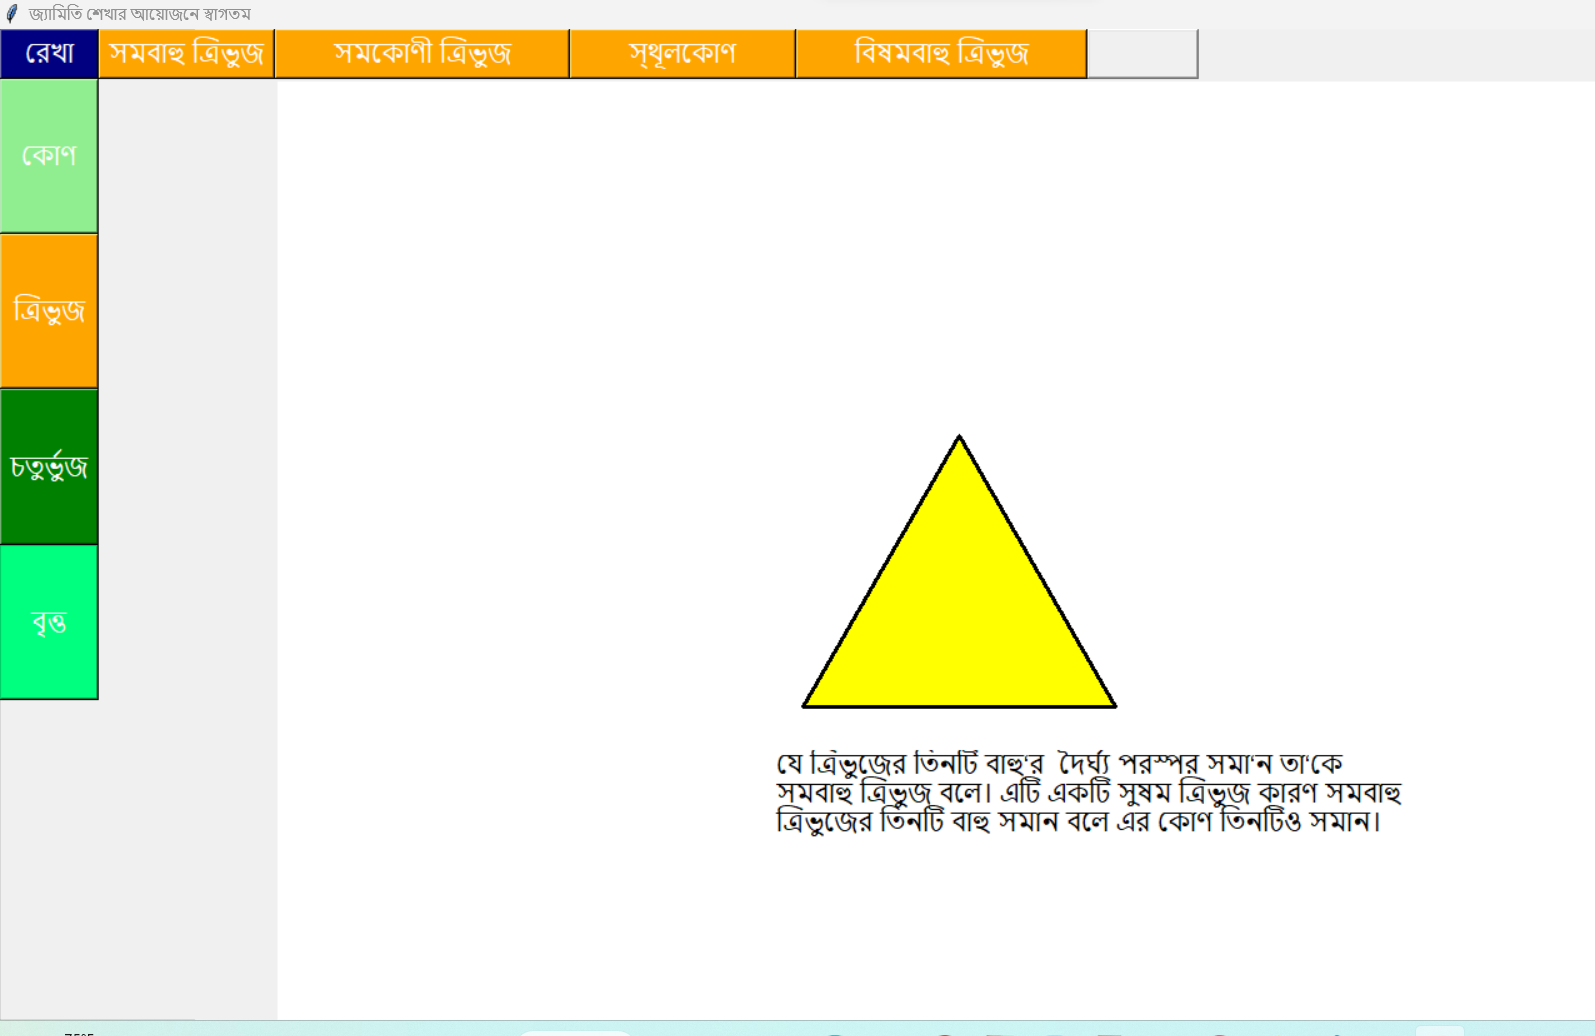 জ্যামিতি শেখার আয়োজনে স্বাগতম
রেখা সমবাহু ত্রিভুজ সমকোণী ত্রিভুজ স্থূলকোণ বিষমবাহু ত্রিভুজ
কোণ
ত্রিভুজ
চতুর্ভুজ
বৃত্ত
যে ত্রিভুজের তিনটি বাহু'র দৈর্ঘ্য পরস্পর সমা'ন তা'কে
সমবাহু ত্রিভুজ বলে। এটি একটি সুষম ত্রিভুজ কারণ সমবাহু
ত্রিভুজের তিনটি বাহু সমান বলে এর কোণ তিনটিও সমান।